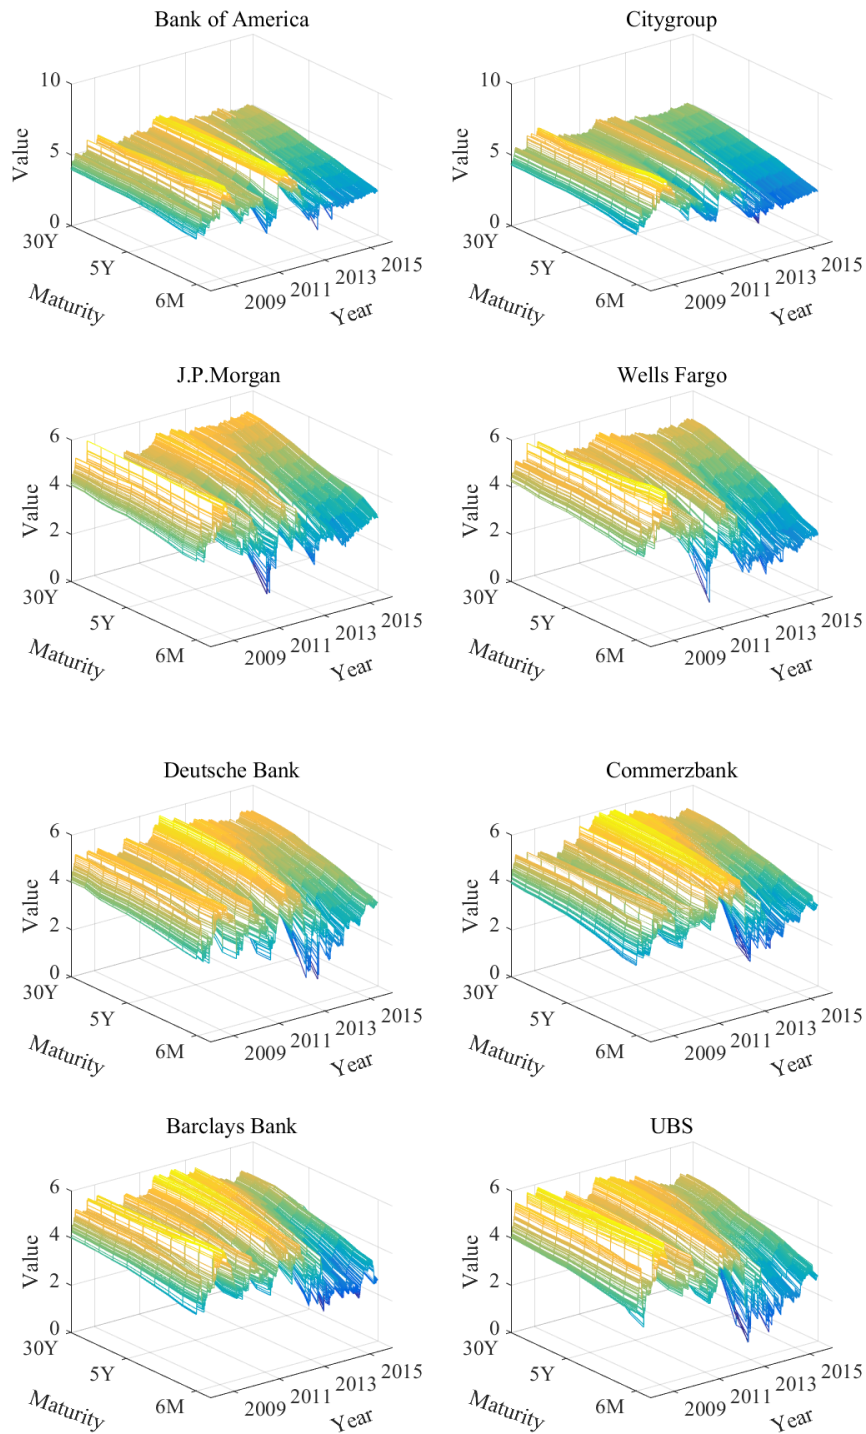 Bank of America
10
5
0
Value
30Y
5Y
6M
Maturity
2009
2011
2013
2015
Year
Citygroup
10
5
0
Value
30Y
5Y
6M
Maturity
2009
2011
2013
2015
Year
J.P.Morgan
6
4
2
0
Value
30Y
5Y
6M
Maturity
2009
2011
2013
2015
Year
Wells Fargo
6
4
2
0
Value
30Y
5Y
6M
Maturity
2009
2011
2013
2015
Year
Deutsche Bank
6
4
2
0
Value
30Y
5Y
6M
Maturity
2009
2011
2013
2015
Year
Commerzbank
6
4
2
0
Value
30Y
5Y
6M
Maturity
2009
2011
2013
2015
Year
Barclays Bank
6
4
2
0
Value
30Y
5Y
6M
Maturity
2009
2011
2013
2015
Year
UBS
6
4
2
0
Value
30Y
5Y
6M
Maturity
2009
2011
2013
2015
Year